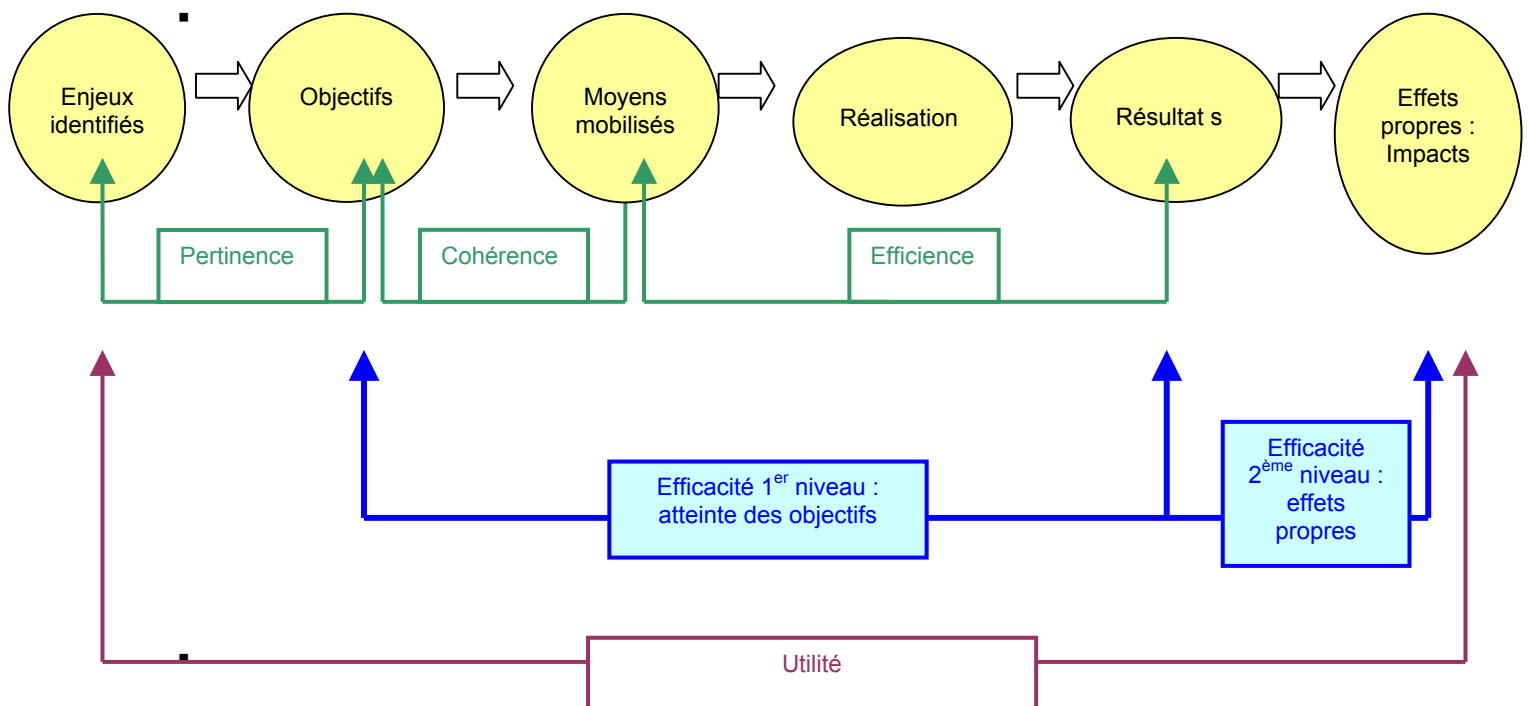 Enjeux
identifiés
Objectifs
Moyens
mobilisés
Réalisation
Résultat s
Effets
propres :
Impacts
Pertinence
Cohérence
Efficience
Efficacité 1er niveau :
atteinte des objectifs
Efficacité
2ème niveau :
effets
propres
Utilité